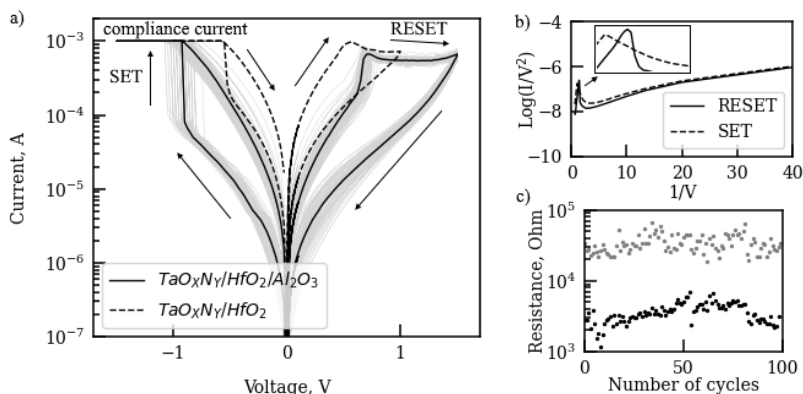 a)
compliance current
RESET
SET
10⁻³
10⁻⁴
10⁻⁵
10⁻⁶
10⁻⁷
Current, A
TaOₓNᵧ/HfO₂/Al₂O₃
TaOₓNᵧ/HfO₂
−1
0
1
Voltage, V
b)
−4
−6
−8
−10
Log(I/V²)
RESET
SET
0
10
20
30
40
1/V
c)
10⁵
10⁴
10³
Resistance, Ohm
0
50
100
Number of cycles